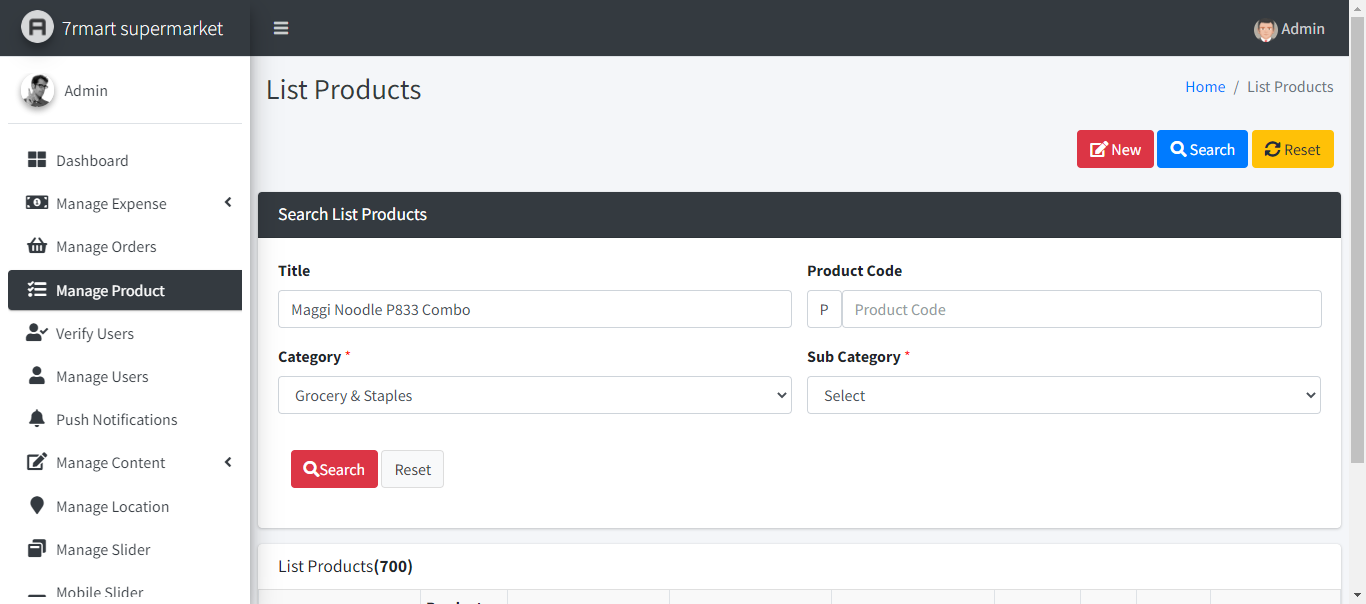 7rmart supermarket
Admin
Admin
List Products
Home / List Products
New
Search
Reset
Dashboard
Manage Expense
Manage Orders
Manage Product
Verify Users
Manage Users
Push Notifications
Manage Content
Manage Location
Manage Slider
Mobile Slider
Search List Products
Title
Product Code
Maggi Noodle P833 Combo
P Product Code
Category *
Sub Category *
Grocery & Staples
Select
Search
Reset
List Products(700)